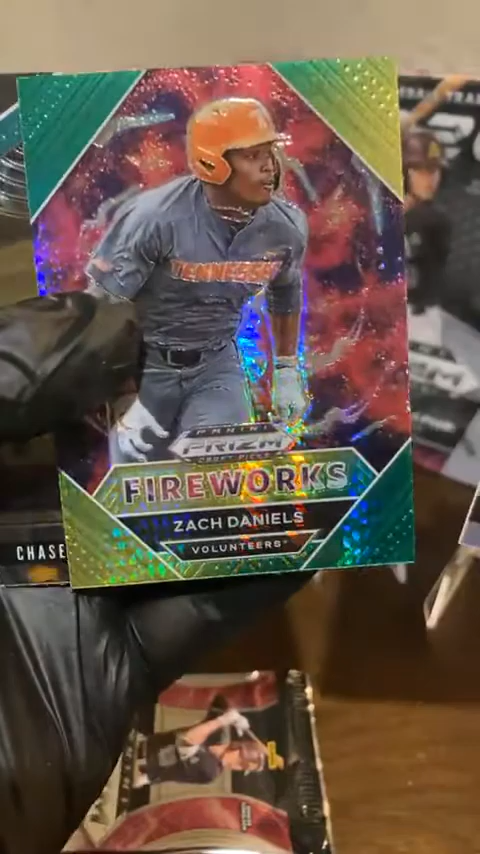 TENNESSEE
PANINI
PRIZM
DRAFT PICKS
FIREWORKS
ZACH DANIELS
VOLUNTEERS
CHASE